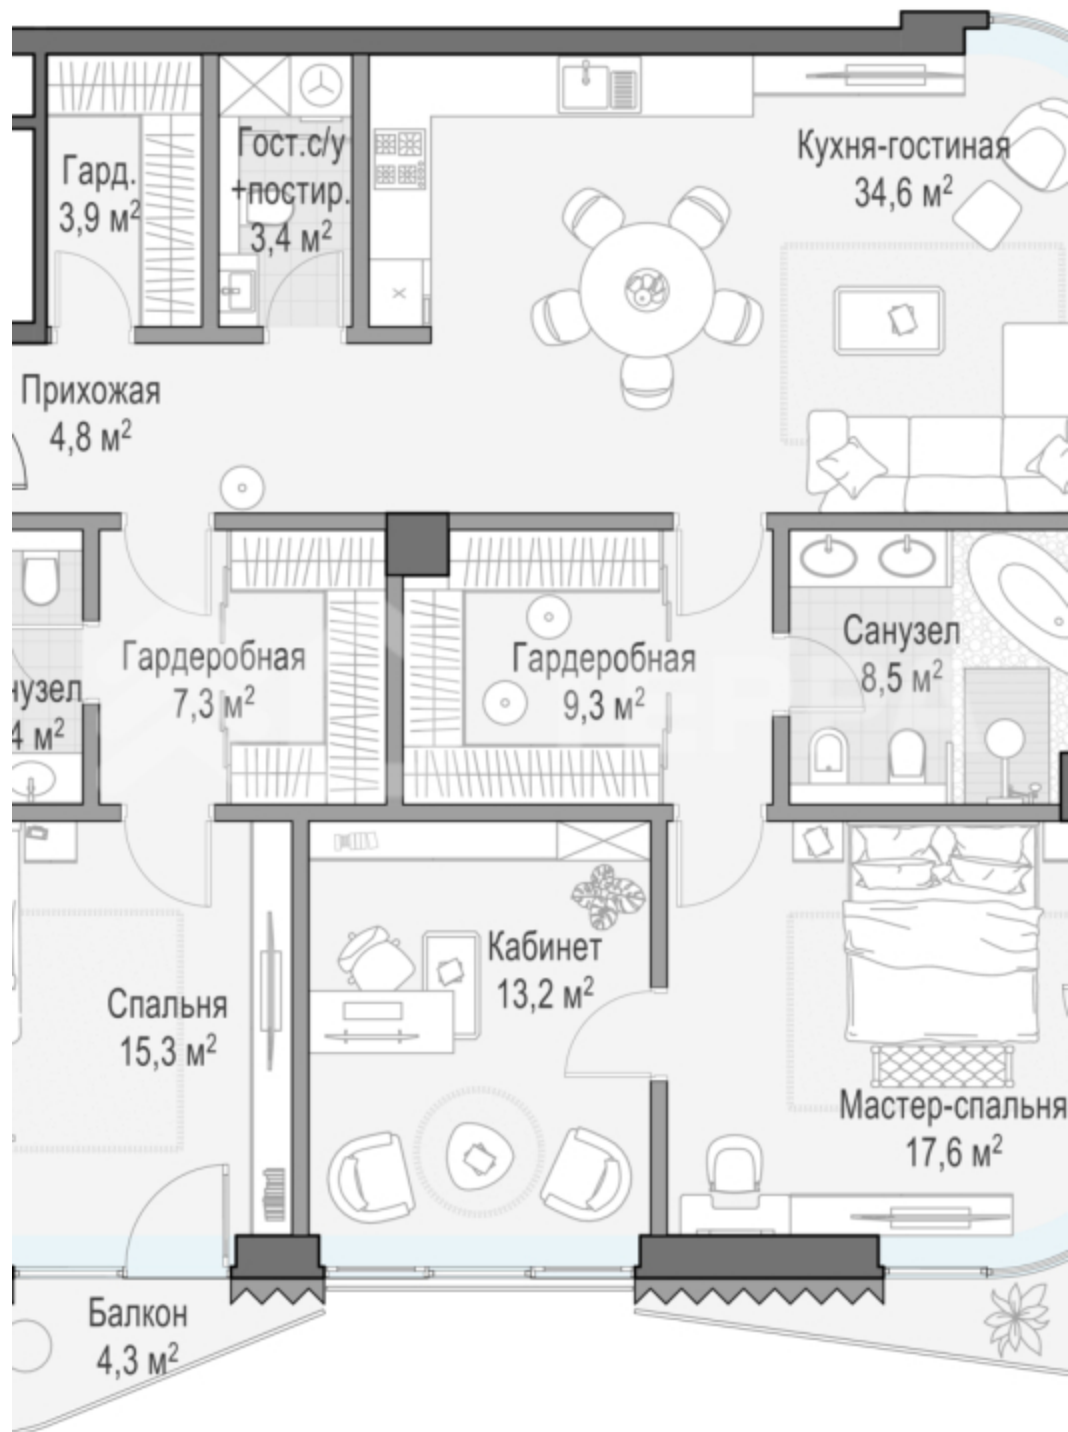 Гост.с/у
+постир.
3,4 м²
Гард.
3,9 м²
Кухня-гостиная
34,6 м²
Прихожая
4,8 м²
Гардеробная
7,3 м²
Гардеробная
9,3 м²
Санузел
8,5 м²
нузел
4 м²
Кабинет
13,2 м²
Спальня
15,3 м²
Мастер-спальня
17,6 м²
Балкон
4,3 м²